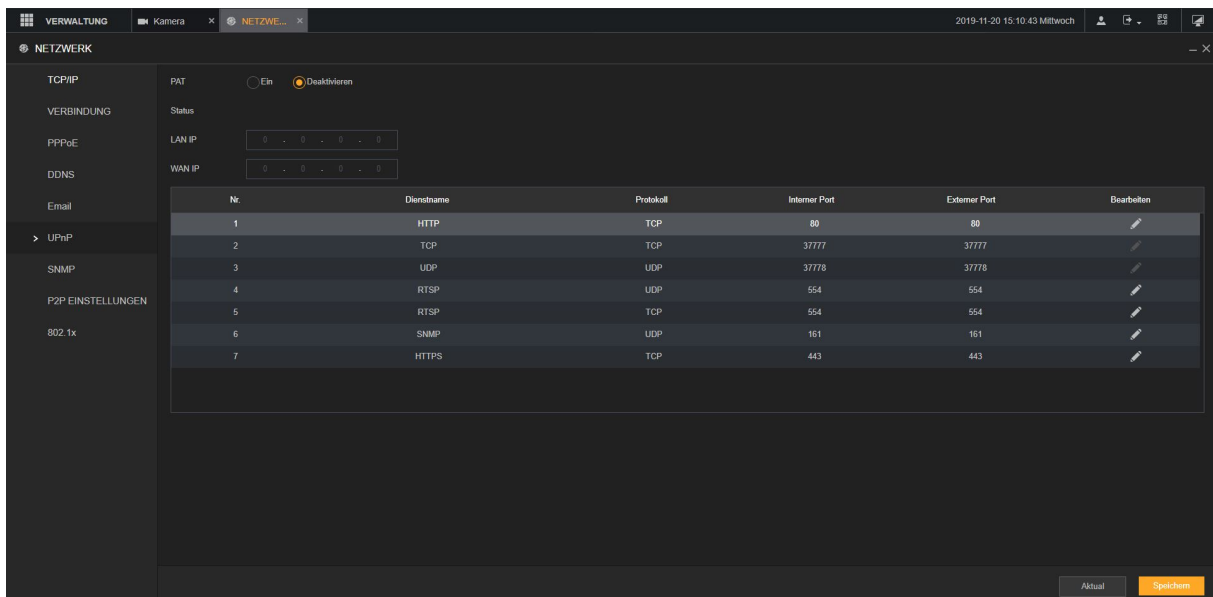 VERWALTUNG Kamera × NETZWE... × 2019-11-20 15:10:43 Mittwoch
NETZWERK
TCP/IP
VERBINDUNG
PPPoE
DDNS
Email
> UPnP
SNMP
P2P EINSTELLUNGEN
802.1x
PAT Ein Deaktivieren
Status
LAN IP 0 . 0 . 0 . 0
WAN IP 0 . 0 . 0 . 0
Nr. Dienstname Protokoll Interner Port Externer Port Bearbeiten
1 HTTP TCP 80 80
2 TCP TCP 37777 37777
3 UDP UDP 37778 37778
4 RTSP UDP 554 554
5 RTSP TCP 554 554
6 SNMP UDP 161 161
7 HTTPS TCP 443 443
Aktual Speichern